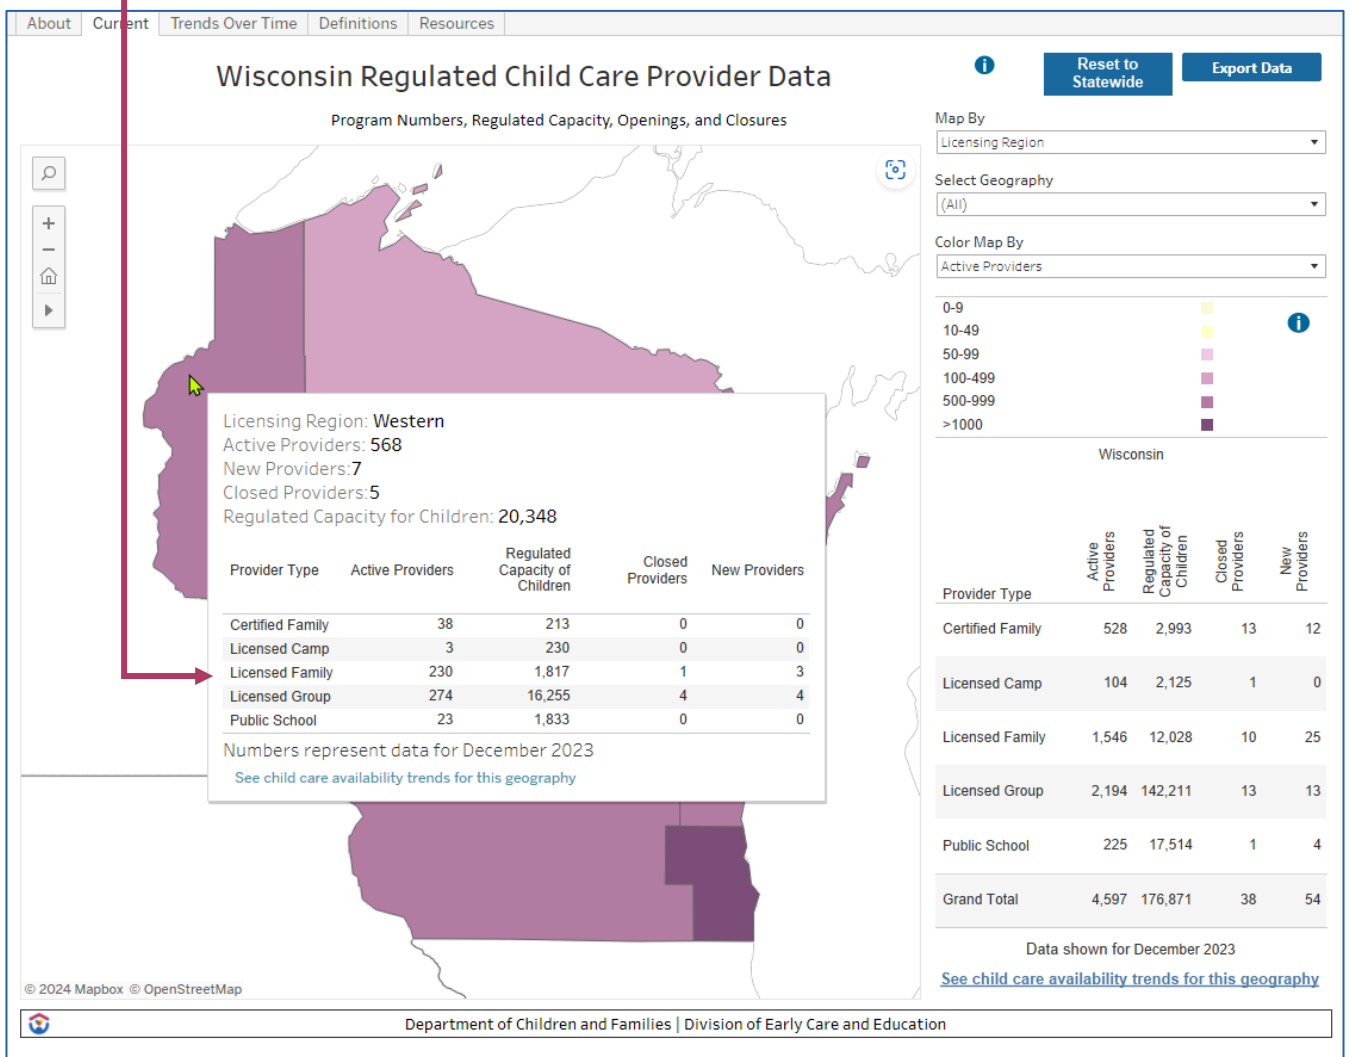 About Current Trends Over Time Definitions Resources
Wisconsin Regulated Child Care Provider Data
Program Numbers, Regulated Capacity, Openings, and Closures
Reset to
Statewide
Export Data
Map By
Licensing Region
Select Geography
(All)
Color Map By
Active Providers
0-9
10-49
50-99
100-499
500-999
>1000
Licensing Region: Western
Active Providers: 568
New Providers:7
Closed Providers:5
Regulated Capacity for Children: 20,348
Provider Type Active Providers Regulated Capacity of Children Closed Providers New Providers
Certified Family 38 213 0 0
Licensed Camp 3 230 0 0
Licensed Family 230 1,817 1 3
Licensed Group 274 16,255 4 4
Public School 23 1,833 0 0
Numbers represent data for December 2023
See child care availability trends for this geography
Wisconsin
Provider Type Active Providers Regulated Capacity of Children Closed Providers New Providers
Certified Family 528 2,993 13 12
Licensed Camp 104 2,125 1 0
Licensed Family 1,546 12,028 10 25
Licensed Group 2,194 142,211 13 13
Public School 225 17,514 1 4
Grand Total 4,597 176,871 38 54
Data shown for December 2023
See child care availability trends for this geography
© 2024 Mapbox © OpenStreetMap
Department of Children and Families | Division of Early Care and Education